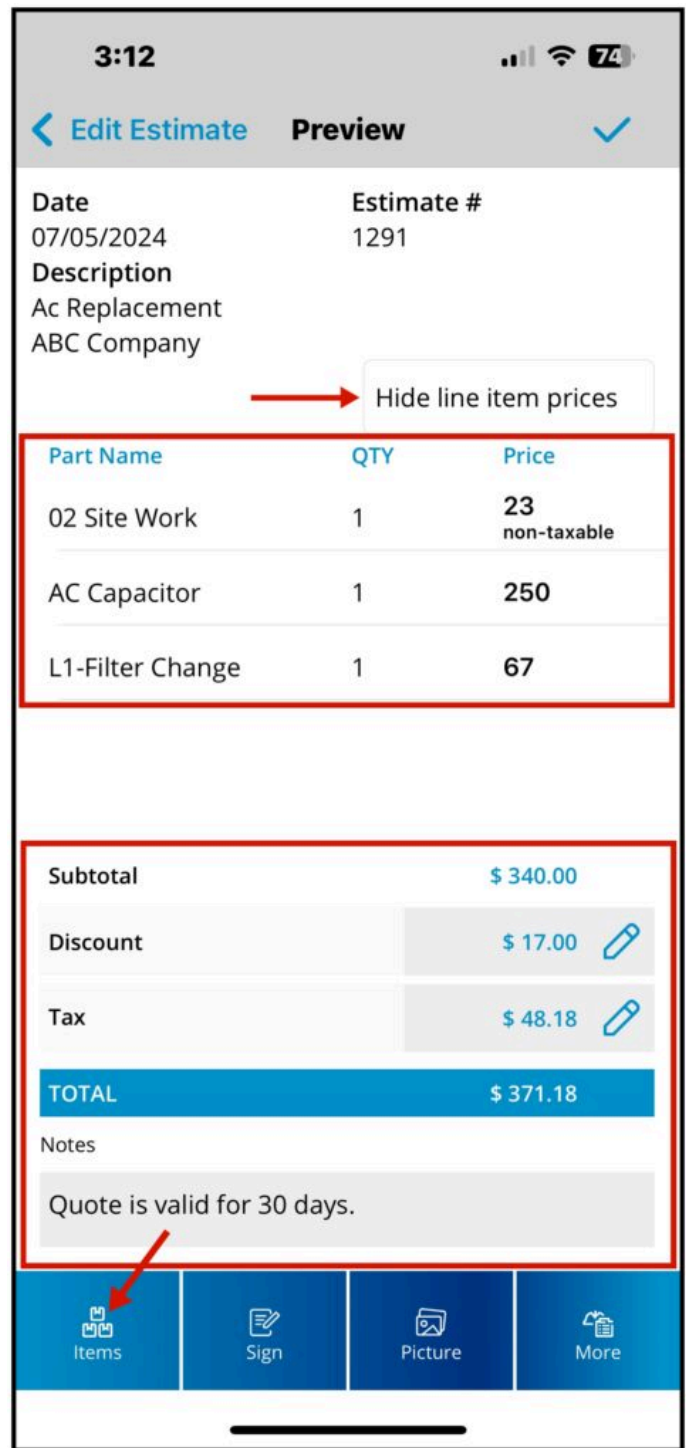 3:12 74
Edit Estimate Preview
Date Estimate #
07/05/2024 1291
Description
Ac Replacement
ABC Company
Hide line item prices
Part Name QTY Price
02 Site Work 1 23
non-taxable
AC Capacitor 1 250
L1-Filter Change 1 67
Subtotal $ 340.00
Discount $ 17.00
Tax $ 48.18
TOTAL $ 371.18
Notes
Quote is valid for 30 days.
Items Sign Picture More